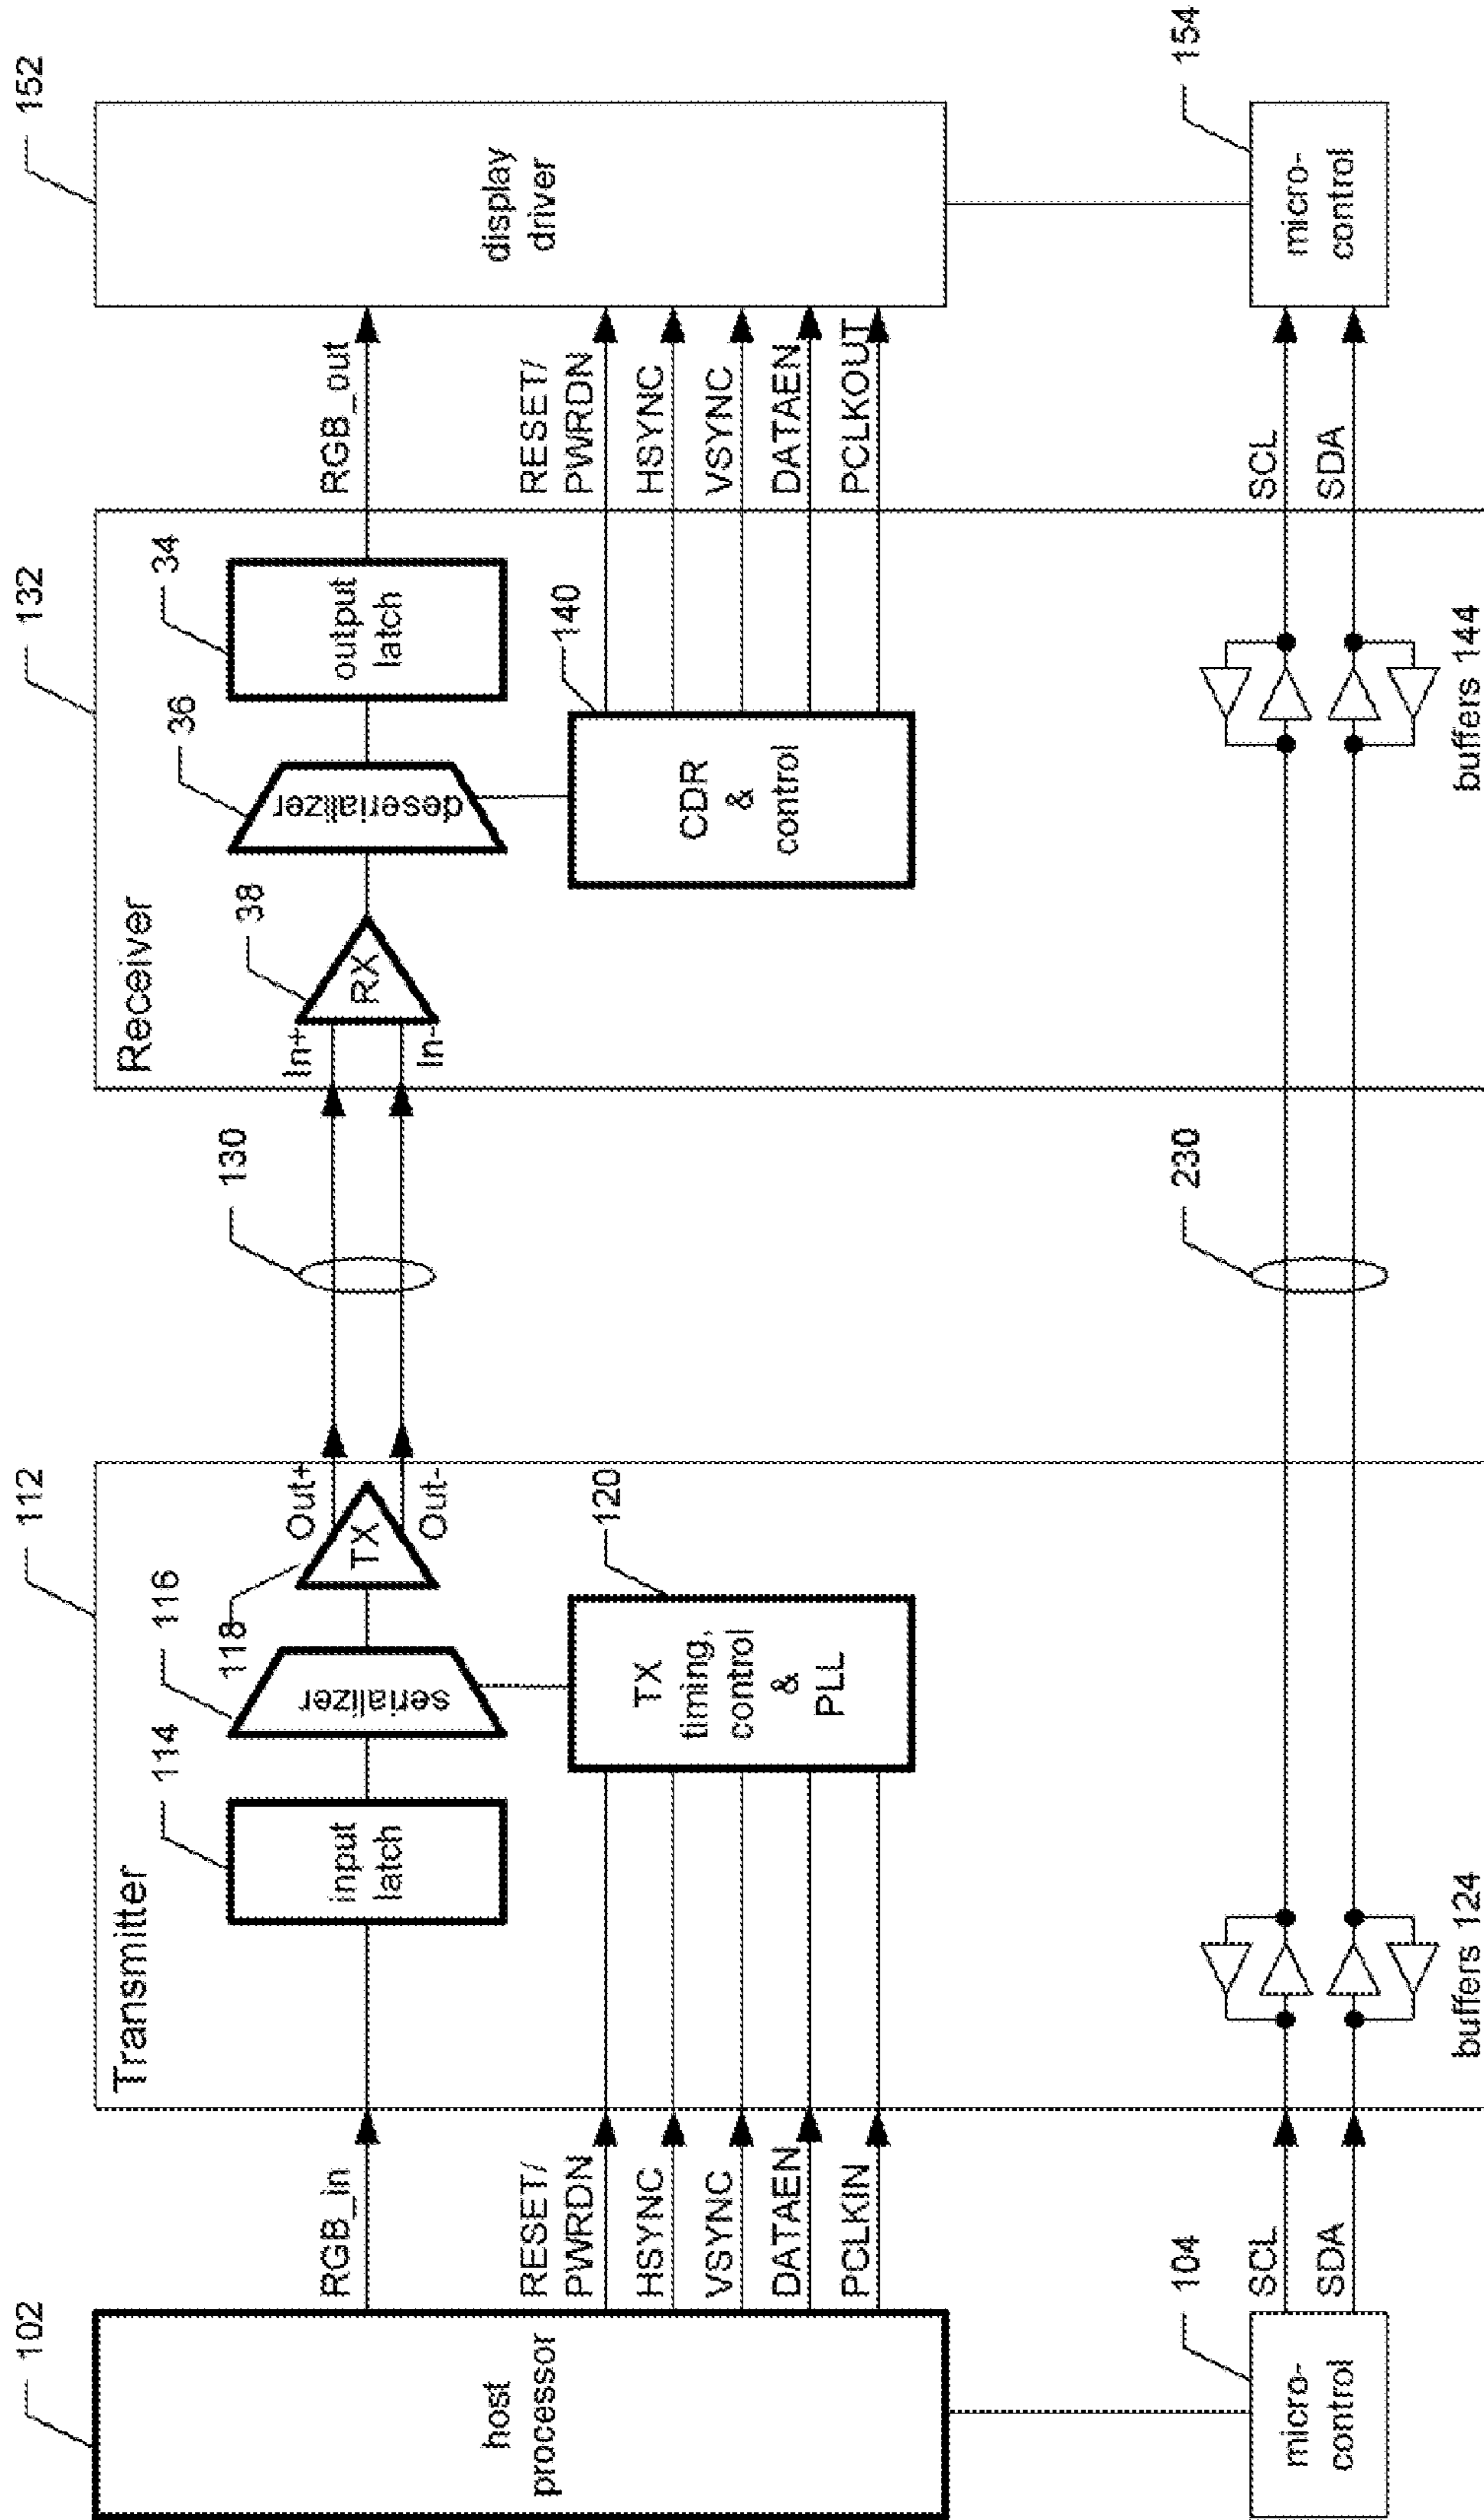 102
host
processor
RGB_in
RESET/
PWRDN
HSYNC
VSYNC
DATAEN
PCLKIN
104
micro-
control
SCL
SDA
112
Transmitter
114
input
latch
116
serializer
118
TX
Out+
Out-
120
TX
timing,
control
&
PLL
buffers 124
130
230
132
Receiver
In+
In-
38
RX
36
deserializer
34
output
latch
140
CDR
&
control
buffers 144
RGB_out
RESET/
PWRDN
HSYNC
VSYNC
DATAEN
PCLKOUT
SCL
SDA
152
display
driver
154
micro-
control